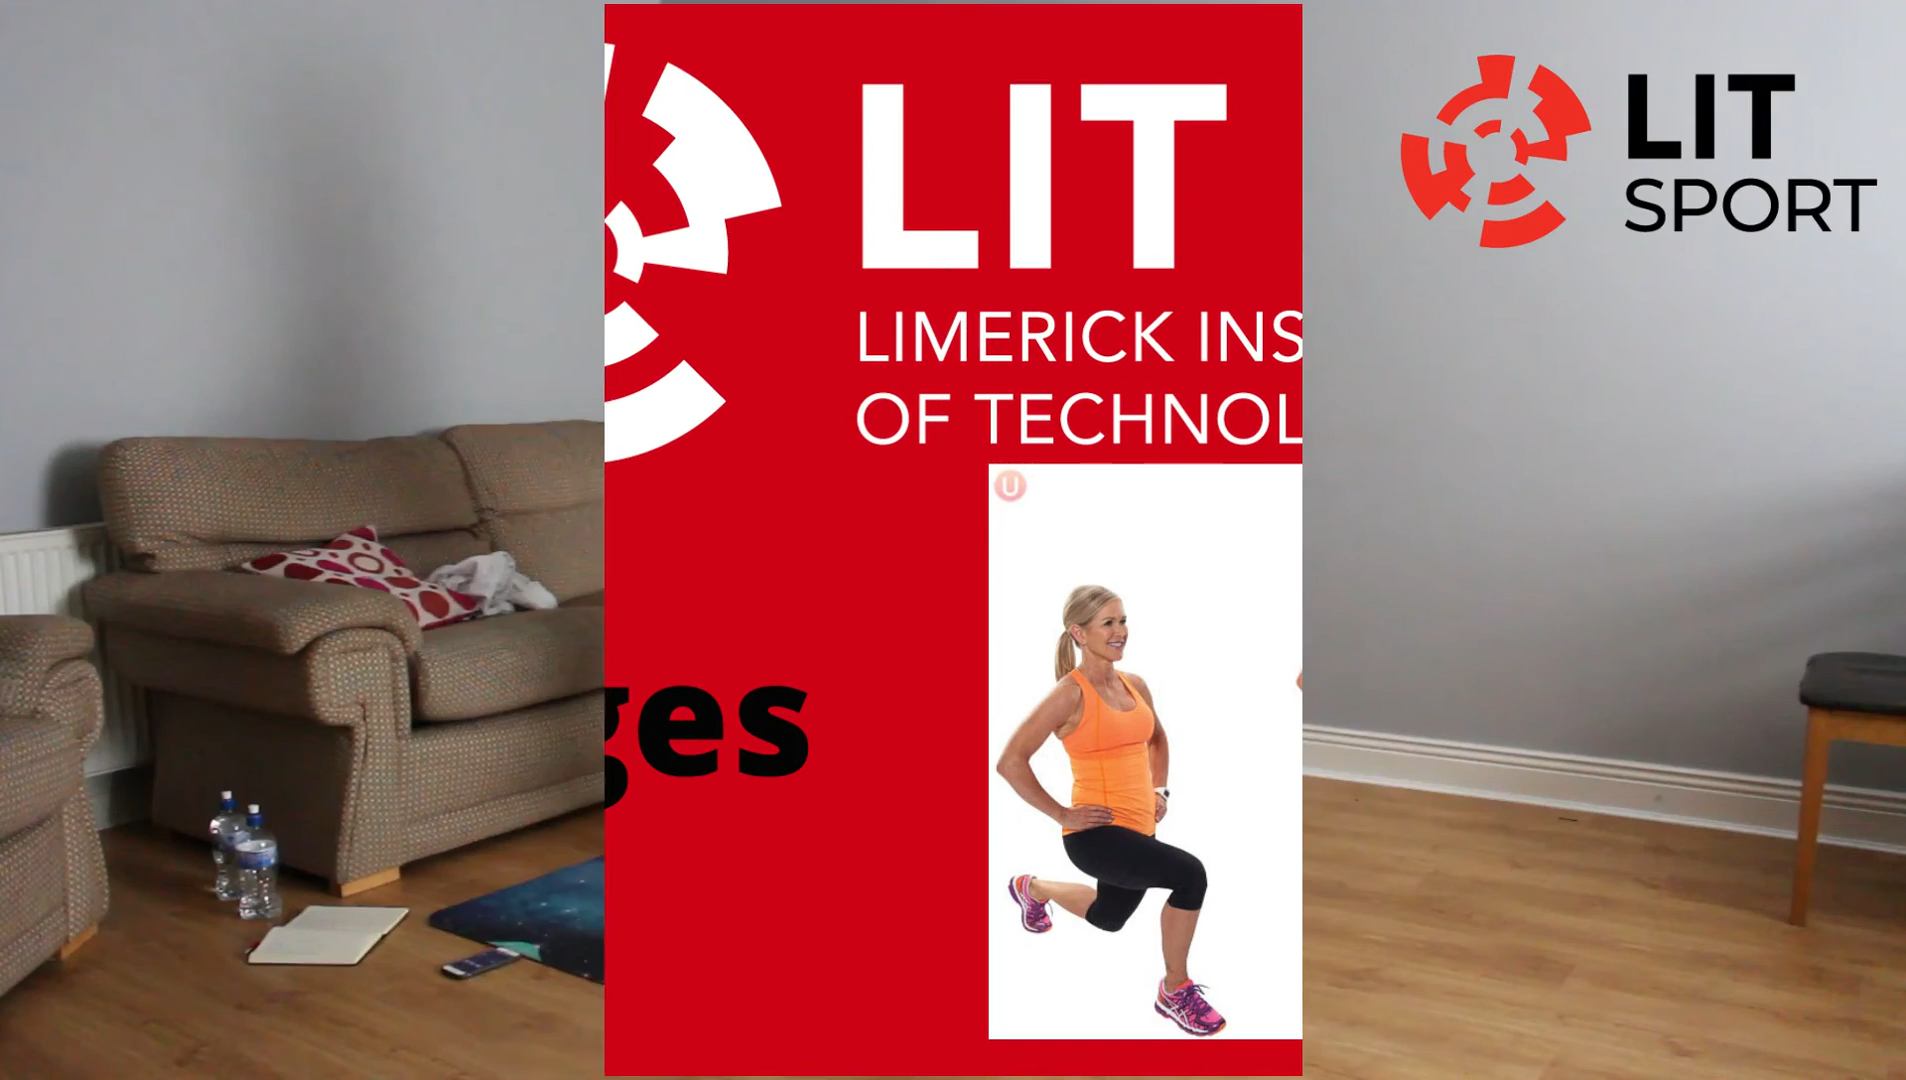 LIT
LIMERICK INS
OF TECHNOL
LIT
SPORT
ges
U